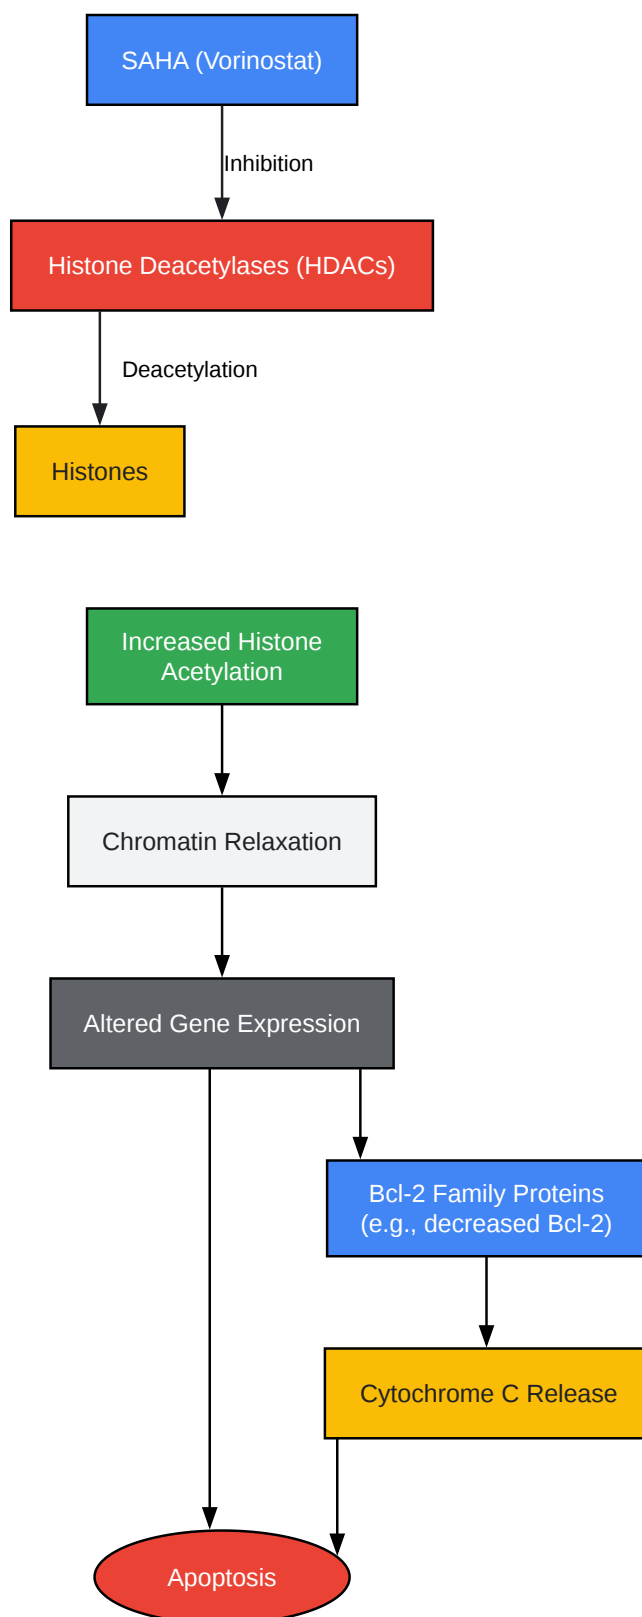 SAHA (Vorinostat)
Inhibition
Histone Deacetylases (HDACs)
Deacetylation
Histones
Increased Histone
Acetylation
Chromatin Relaxation
Altered Gene Expression
Bcl-2 Family Proteins
(e.g., decreased Bcl-2)
Cytochrome C Release
Apoptosis